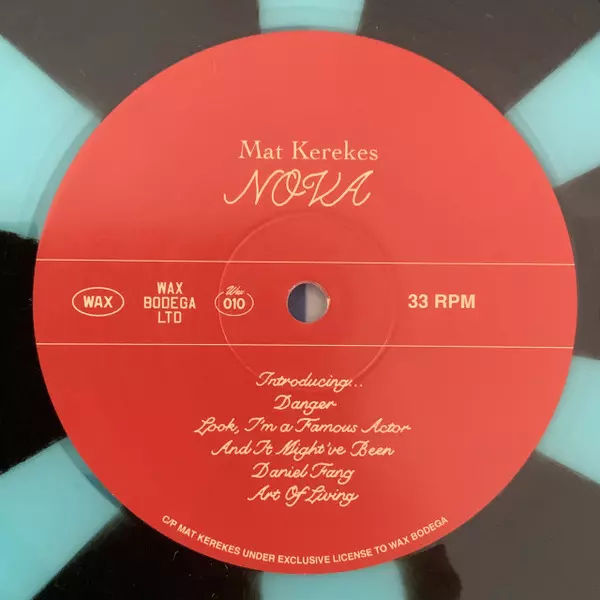 Mat Kerekes
NOVA
WAX
WAX
BODEGA
LTD
Wax
010
33 RPM
Introducing...
Danger
Look, I'm a Famous Actor
And It Might've Been
Daniel Fang
Art Of Living
C/P MAT KEREKES UNDER EXCLUSIVE LICENSE TO WAX BODEGA